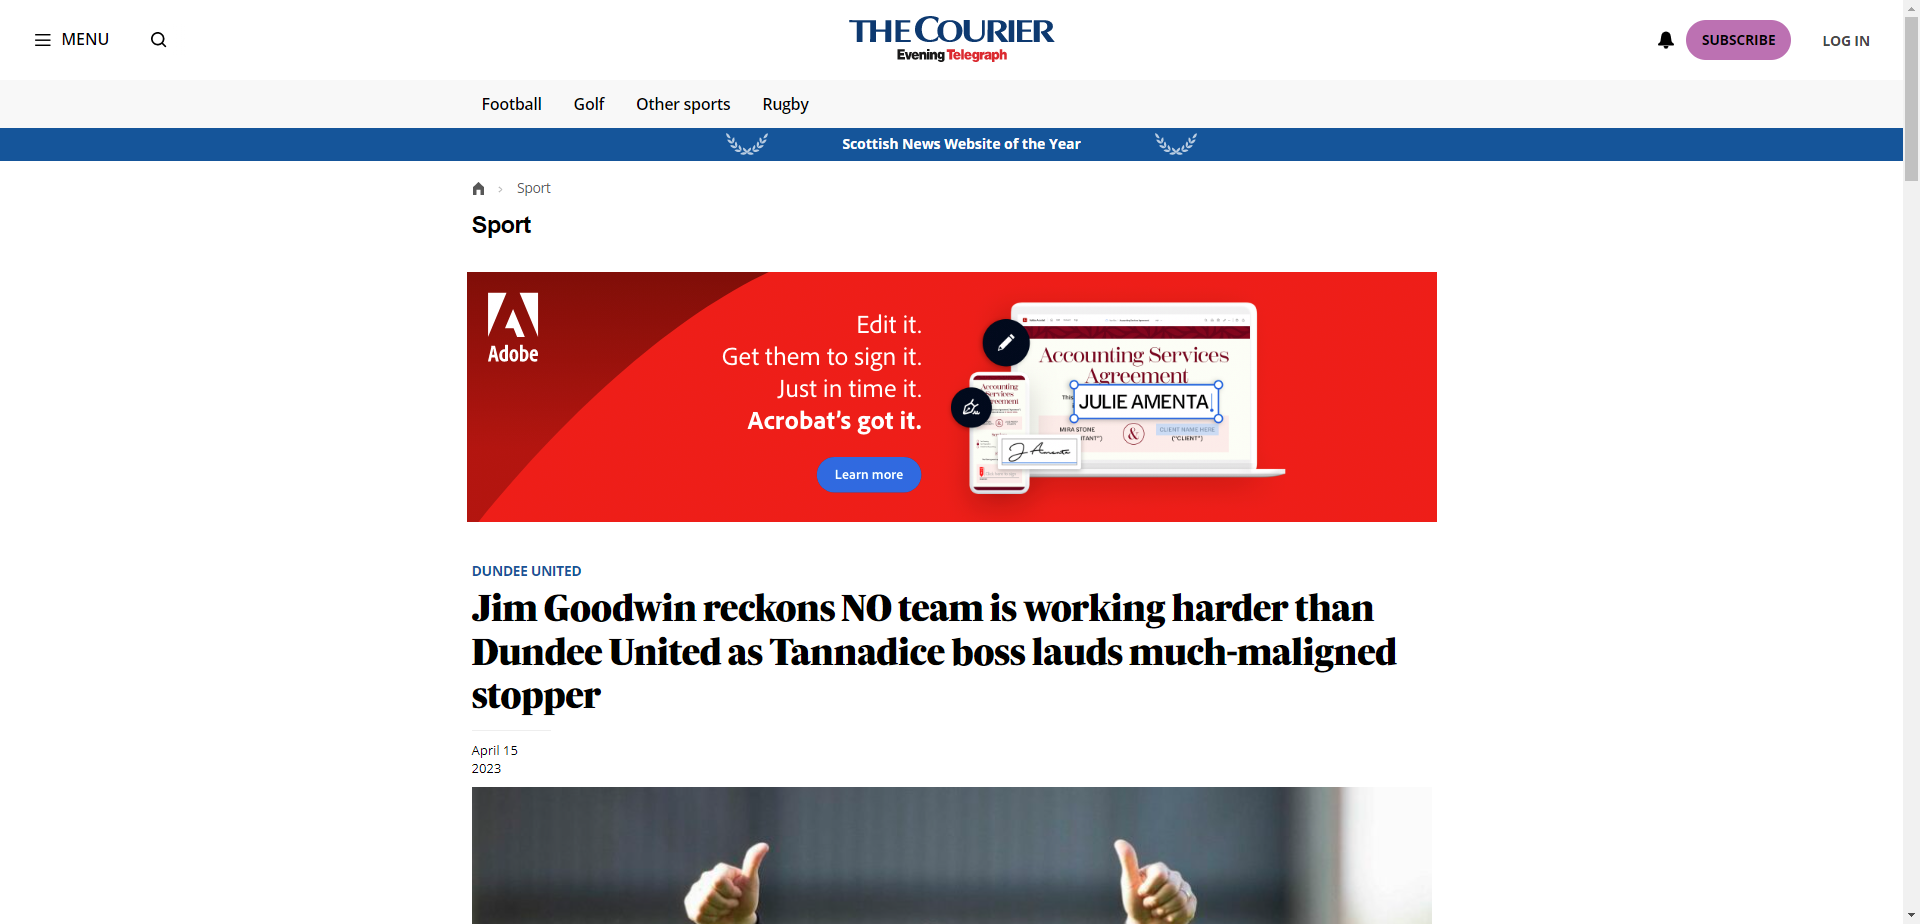 MENU
THE COURIER
Evening Telegraph
SUBSCRIBE
LOG IN
Football
Golf
Other sports
Rugby
Scottish News Website of the Year
Sport
Sport
Adobe
Edit it.
Get them to sign it.
Just in time it.
Acrobat's got it.
Learn more
Accounting Services
Agreement
JULIE AMENTA
MIRA STONE
&
CLIENT NAME HERE
("CLIENT")
Accounting
Services
J Amenta
DUNDEE UNITED
Jim Goodwin reckons NO team is working harder than
Dundee United as Tannadice boss lauds much-maligned
stopper
April 15
2023